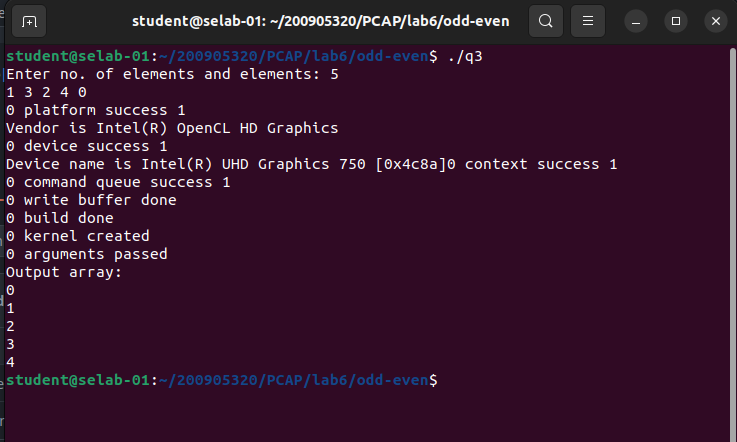 student@selab-01: ~/200905320/PCAP/lab6/odd-even
student@selab-01:~/200905320/PCAP/lab6/odd-even$ ./q3
Enter no. of elements and elements: 5
1 3 2 4 0
0 platform success 1
Vendor is Intel(R) OpenCL HD Graphics
0 device success 1
Device name is Intel(R) UHD Graphics 750 [0x4c8a]0 context success 1
0 command queue success 1
0 write buffer done
0 build done
0 kernel created
0 arguments passed
Output array:
0
1
2
3
4
student@selab-01:~/200905320/PCAP/lab6/odd-even$